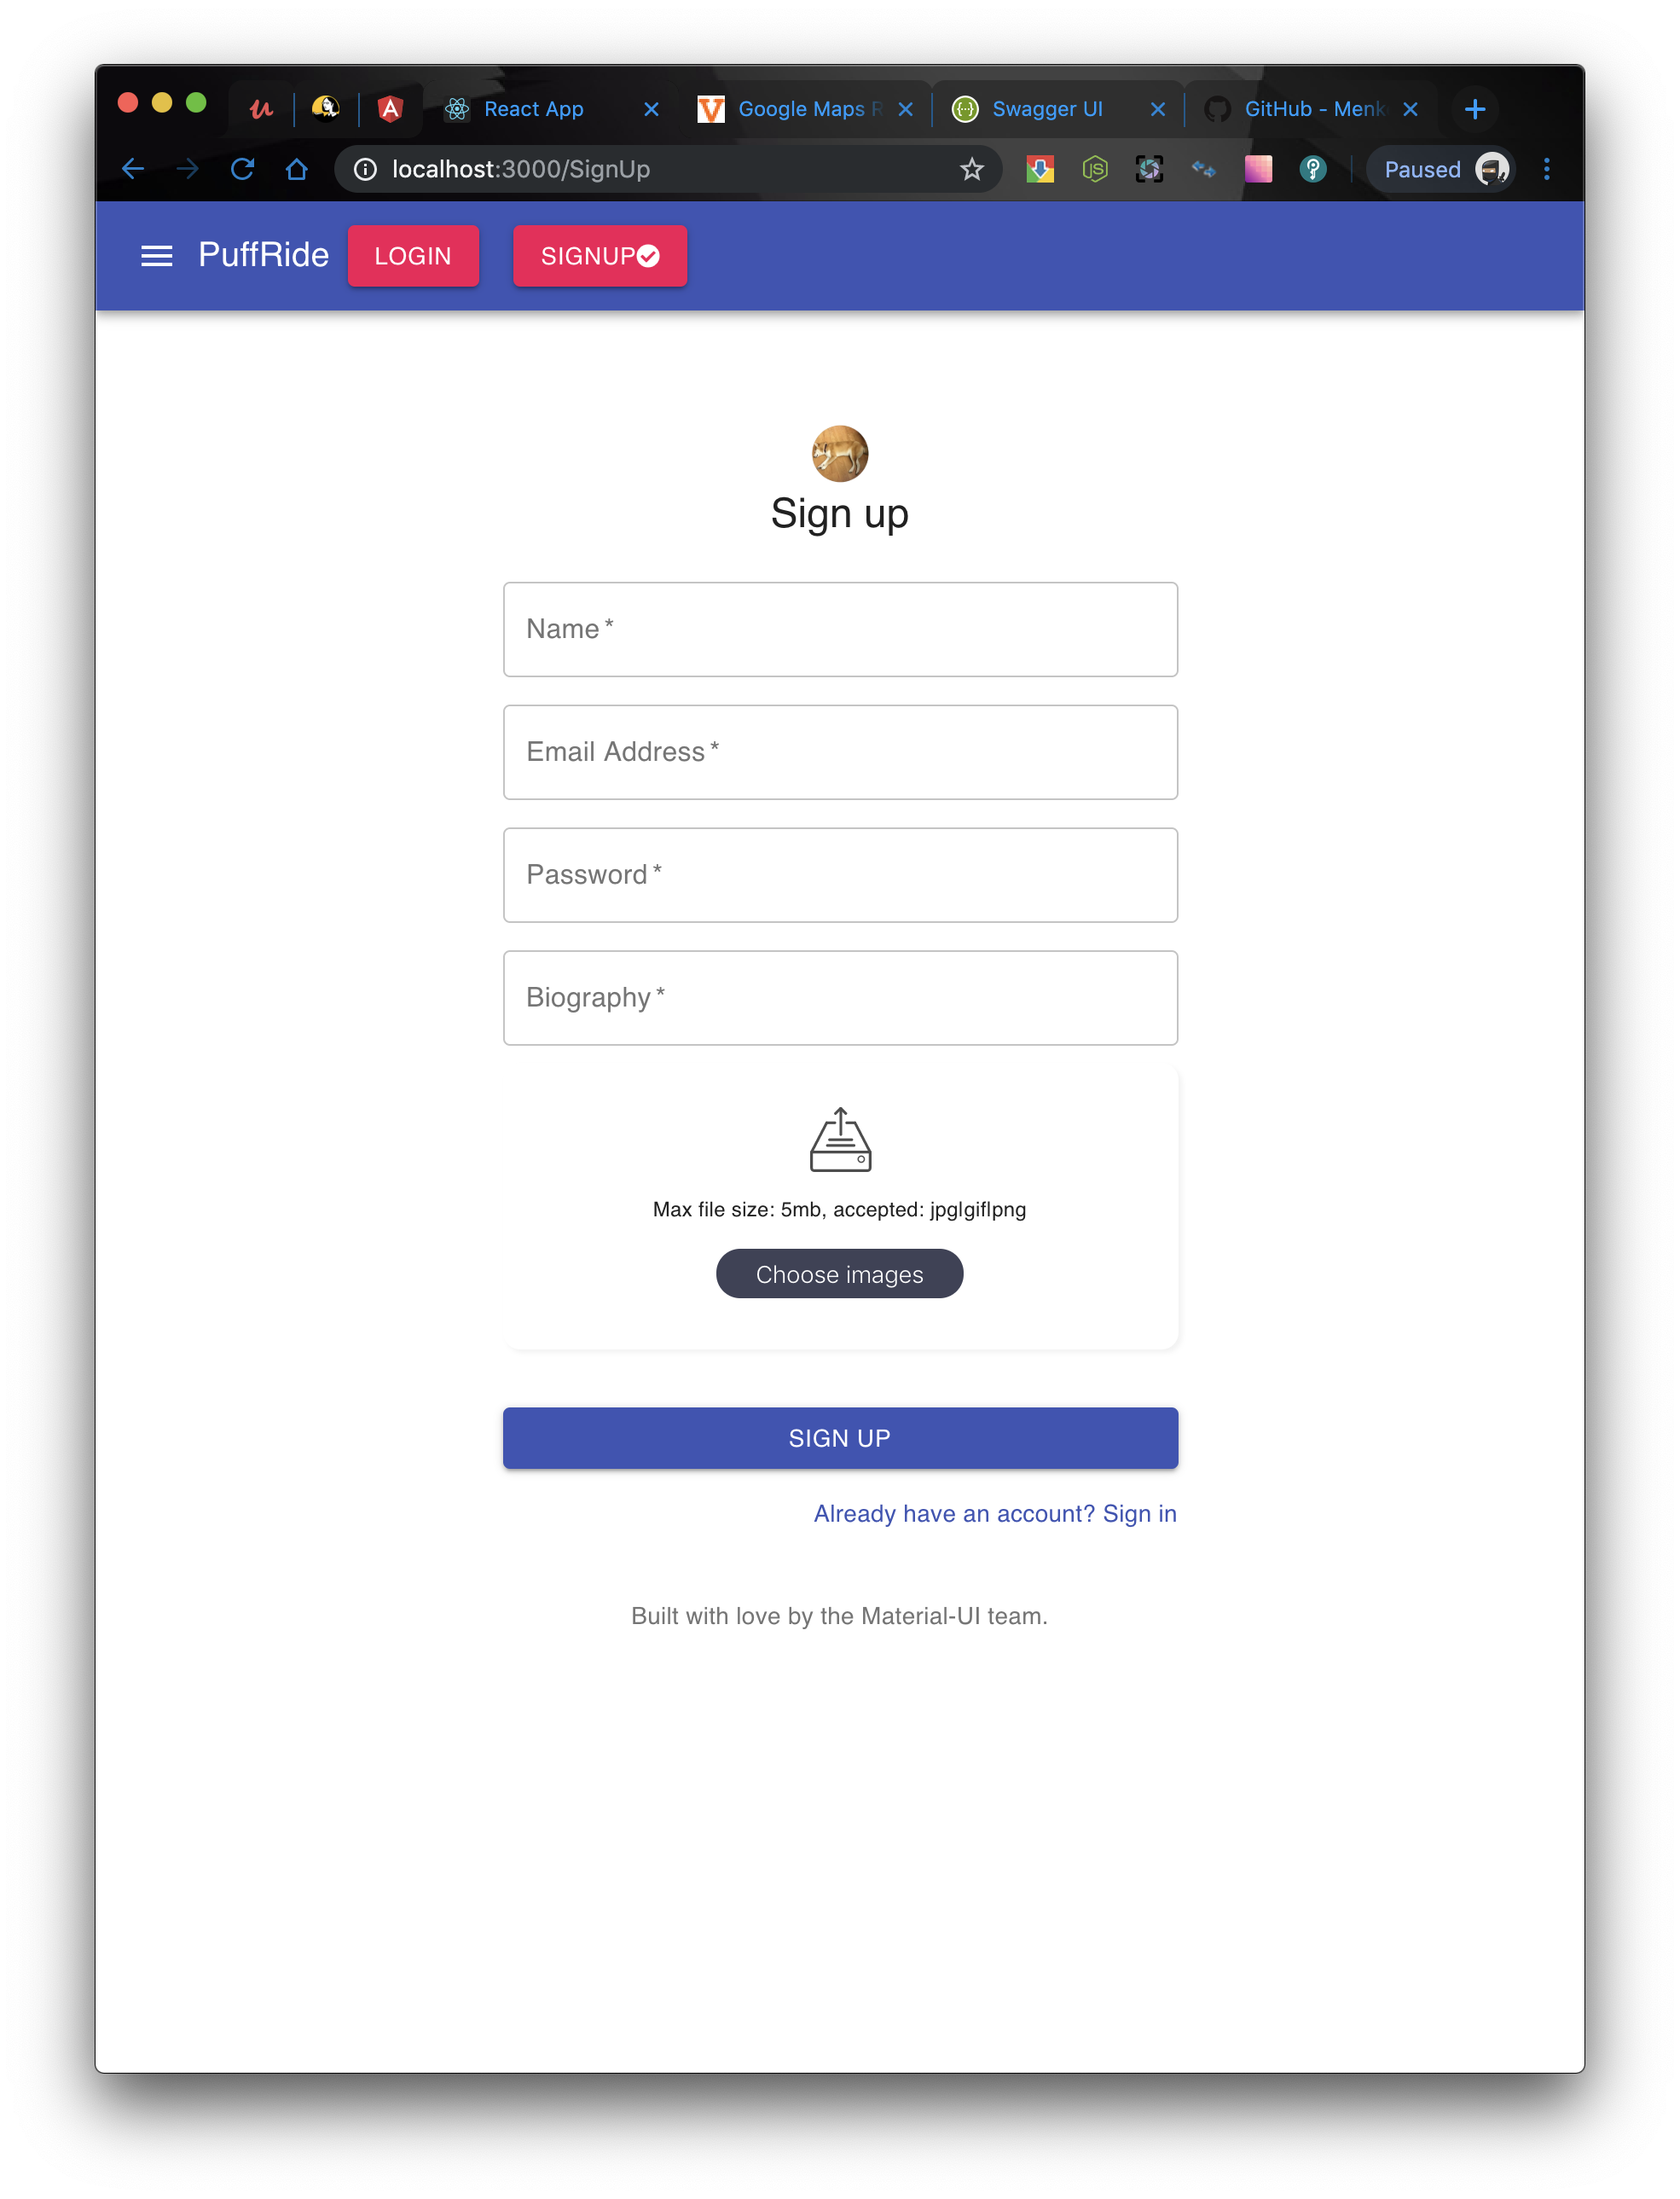 React App
Google Maps R
Swagger UI
GitHub - Menk
localhost:3000/SignUp
Paused
PuffRide
LOGIN
SIGNUP
Sign up
Name *
Email Address *
Password *
Biography *
Max file size: 5mb, accepted: jpg|gif|png
Choose images
SIGN UP
Already have an account? Sign in
Built with love by the Material-UI team.